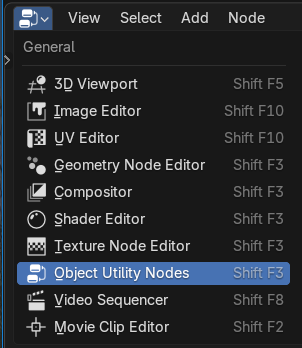 View Select Add Node
General
3D Viewport Shift F5
Image Editor Shift F10
UV Editor Shift F10
Geometry Node Editor Shift F3
Compositor Shift F3
Shader Editor Shift F3
Texture Node Editor Shift F3
Object Utility Nodes Shift F3
Video Sequencer Shift F8
Movie Clip Editor Shift F2